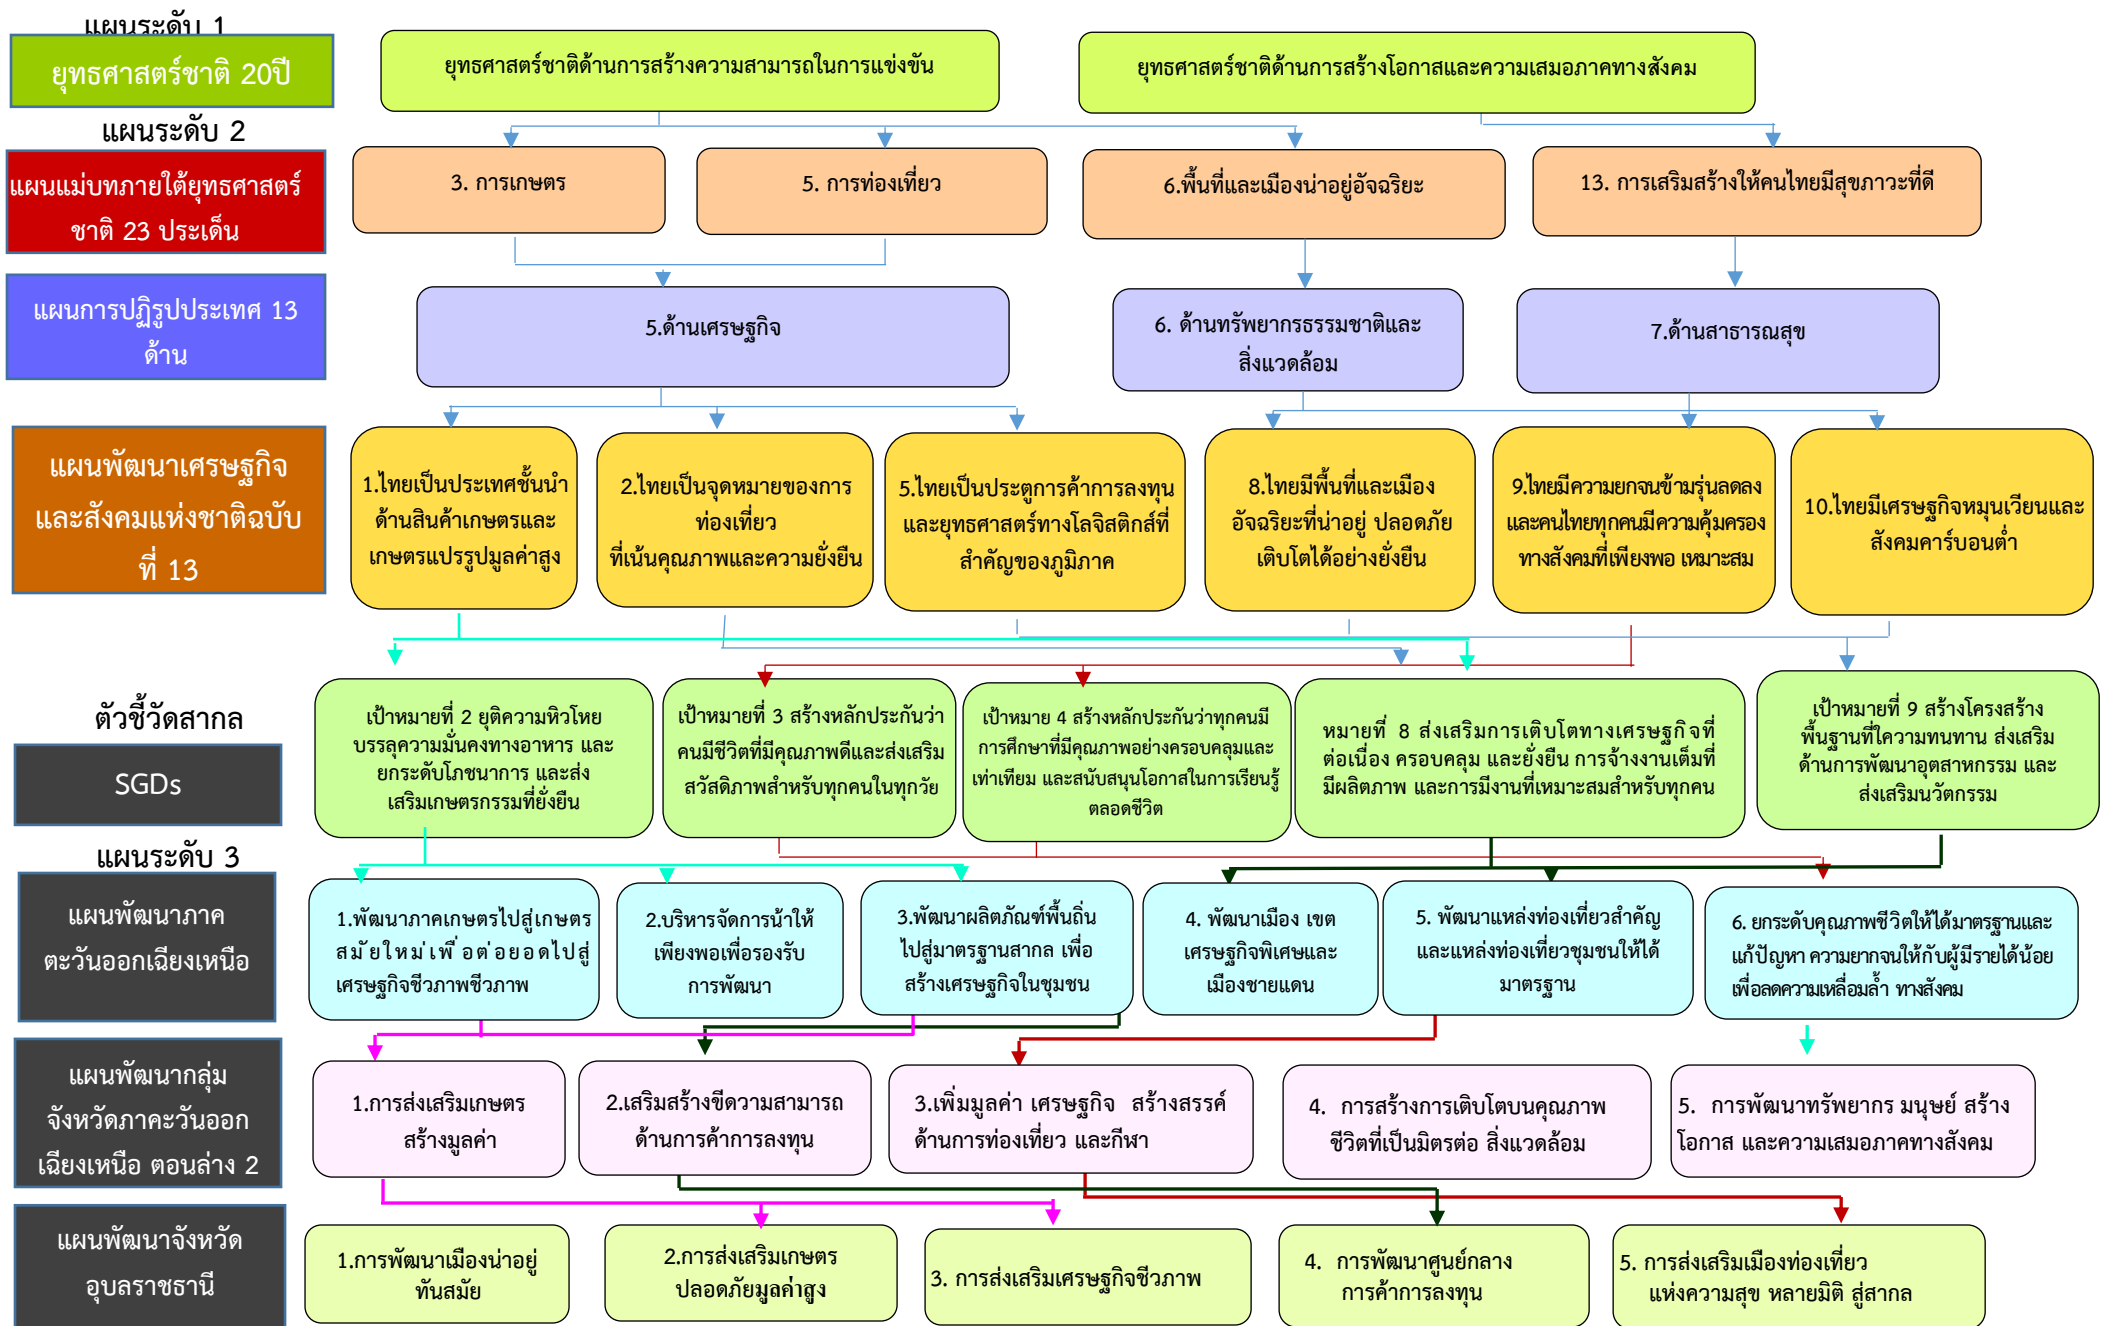 แผนระดับ 1
ยุทธศาสตร์ชาติ 20ปี
ยุทธศาสตร์ชาติด้านการสร้างความสามารถในการแข่งขัน
ยุทธศาสตร์ชาติด้านการสร้างโอกาสและความเสมอภาคทางสังคม
แผนระดับ 2
แผนแม่บทภายใต้ยุทธศาสตร์
ชาติ 23 ประเด็น
3. การเกษตร
5. การท่องเที่ยว
6.พื้นที่และเมืองน่าอยู่อัจฉริยะ
13. การเสริมสร้างให้คนไทยมีสุขภาวะที่ดี
แผนการปฏิรูปประเทศ 13
ด้าน
5.ด้านเศรษฐกิจ
6. ด้านทรัพยากรธรรมชาติและ
สิ่งแวดล้อม
7.ด้านสาธารณสุข
แผนพัฒนาเศรษฐกิจ
และสังคมแห่งชาติฉบับ
ที่ 13
1.ไทยเป็นประเทศชั้นนำ
ด้านสินค้าเกษตรและ
เกษตรแปรรูปมูลค่าสูง
2.ไทยเป็นจุดหมายของการ
ท่องเที่ยว
ที่เน้นคุณภาพและความยั่งยืน
5.ไทยเป็นประตูการค้าการลงทุน
และยุทธศาสตร์ทางโลจิสติกส์ที่
สำคัญของภูมิภาค
8.ไทยมีพื้นที่และเมือง
อัจฉริยะที่น่าอยู่ ปลอดภัย
เติบโตได้อย่างยั่งยืน
9.ไทยมีความยกจนข้ามรุ่นลดลง
และคนไทยทุกคนมีความคุ้มครอง
ทางสังคมที่เพียงพอ เหมาะสม
10.ไทยมีเศรษฐกิจหมุนเวียนและ
สังคมคาร์บอนต่ำ
ตัวชี้วัดสากล
SGDs
เป้าหมายที่ 2 ยุติความหิวโหย
บรรลุความมั่นคงทางอาหาร และ
ยกระดับโภชนาการ และส่ง
เสริมเกษตรกรรมที่ยั่งยืน
เป้าหมายที่ 3 สร้างหลักประกันว่า
คนมีชีวิตที่มีคุณภาพดีและส่งเสริม
สวัสดิภาพสำหรับทุกคนในทุกวัย
เป้าหมาย 4 สร้างหลักประกันว่าทุกคนมี
การศึกษาที่มีคุณภาพอย่างครอบคลุมและ
เท่าเทียม และสนับสนุนโอกาสในการเรียนรู้
ตลอดชีวิต
หมายที่ 8 ส่งเสริมการเติบโตทางเศรษฐกิจที่
ต่อเนื่อง ครอบคลุม และยั่งยืน การจ้างงานเต็มที่
มีผลิตภาพ และการมีงานที่เหมาะสมสำหรับทุกคน
เป้าหมายที่ 9 สร้างโครงสร้าง
พื้นฐานที่ใความทนทาน ส่งเสริม
ด้านการพัฒนาอุตสาหกรรม และ
ส่งเสริมนวัตกรรม
แผนระดับ 3
แผนพัฒนาภาค
ตะวันออกเฉียงเหนือ
1.พัฒนาภาคเกษตรไปสู่เกษตร
สมัยใหม่เพื่อต่อยอดไปสู่
เศรษฐกิจชีวภาพชีวภาพ
2.บริหารจัดการน้ำให้
เพียงพอเพื่อรองรับ
การพัฒนา
3.พัฒนาผลิตภัณฑ์พื้นถิ่น
ไปสู่มาตรฐานสากล เพื่อ
สร้างเศรษฐกิจในชุมชน
4. พัฒนาเมือง เขต
เศรษฐกิจพิเศษและ
เมืองชายแดน
5. พัฒนาแหล่งท่องเที่ยวสำคัญ
และแหล่งท่องเที่ยวชุมชนให้ได้
มาตรฐาน
6. ยกระดับคุณภาพชีวิตให้ได้มาตรฐานและ
แก้ปัญหา ความยากจนให้กับผู้มีรายได้น้อย
เพื่อลดความเหลื่อมล้ำ ทางสังคม
แผนพัฒนากลุ่ม
จังหวัดภาคะวันออก
เฉียงเหนือ ตอนล่าง 2
1.การส่งเสริมเกษตร
สร้างมูลค่า
2.เสริมสร้างขีดความสามารถ
ด้านการค้าการลงทุน
3.เพิ่มมูลค่า เศรษฐกิจ สร้างสรรค์
ด้านการท่องเที่ยว และกีฬา
4. การสร้างการเติบโตบนคุณภาพ
ชีวิตที่เป็นมิตรต่อ สิ่งแวดล้อม
5. การพัฒนาทรัพยากร มนุษย์ สร้าง
โอกาส และความเสมอภาคทางสังคม
แผนพัฒนาจังหวัด
อุบลราชธานี
1.การพัฒนาเมืองน่าอยู่
ทันสมัย
2.การส่งเสริมเกษตร
ปลอดภัยมูลค่าสูง
3. การส่งเสริมเศรษฐกิจชีวภาพ
4. การพัฒนาศูนย์กลาง
การค้าการลงทุน
5. การส่งเสริมเมืองท่องเที่ยว
แห่งความสุข หลายมิติ สู่สากล